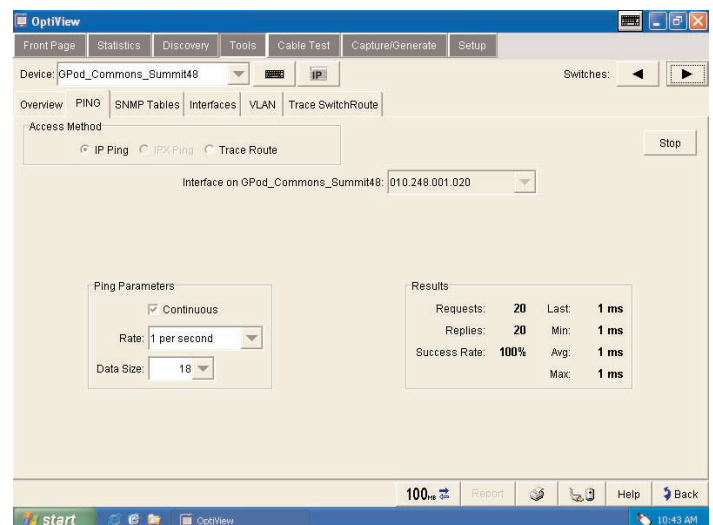 OptiView
Front Page Statistics Discovery Tools Cable Test Capture/Generate Setup
Device: GPod_Commons_Summit48 IP Switches:
Overview PING SNMP Tables Interfaces VLAN Trace SwitchRoute
Access Method
IP Ping IPX Ping Trace Route
Stop
Interface on GPod_Commons_Summit48: 010.248.001.020
Ping Parameters
Continuous
Rate: 1 per second
Data Size: 18
Results
Requests: 20 Last: 1 ms
Replies: 20 Min: 1 ms
Success Rate: 100% Avg: 1 ms
Max: 1 ms
100MB Report Help Back
start OptiView 10:43 AM